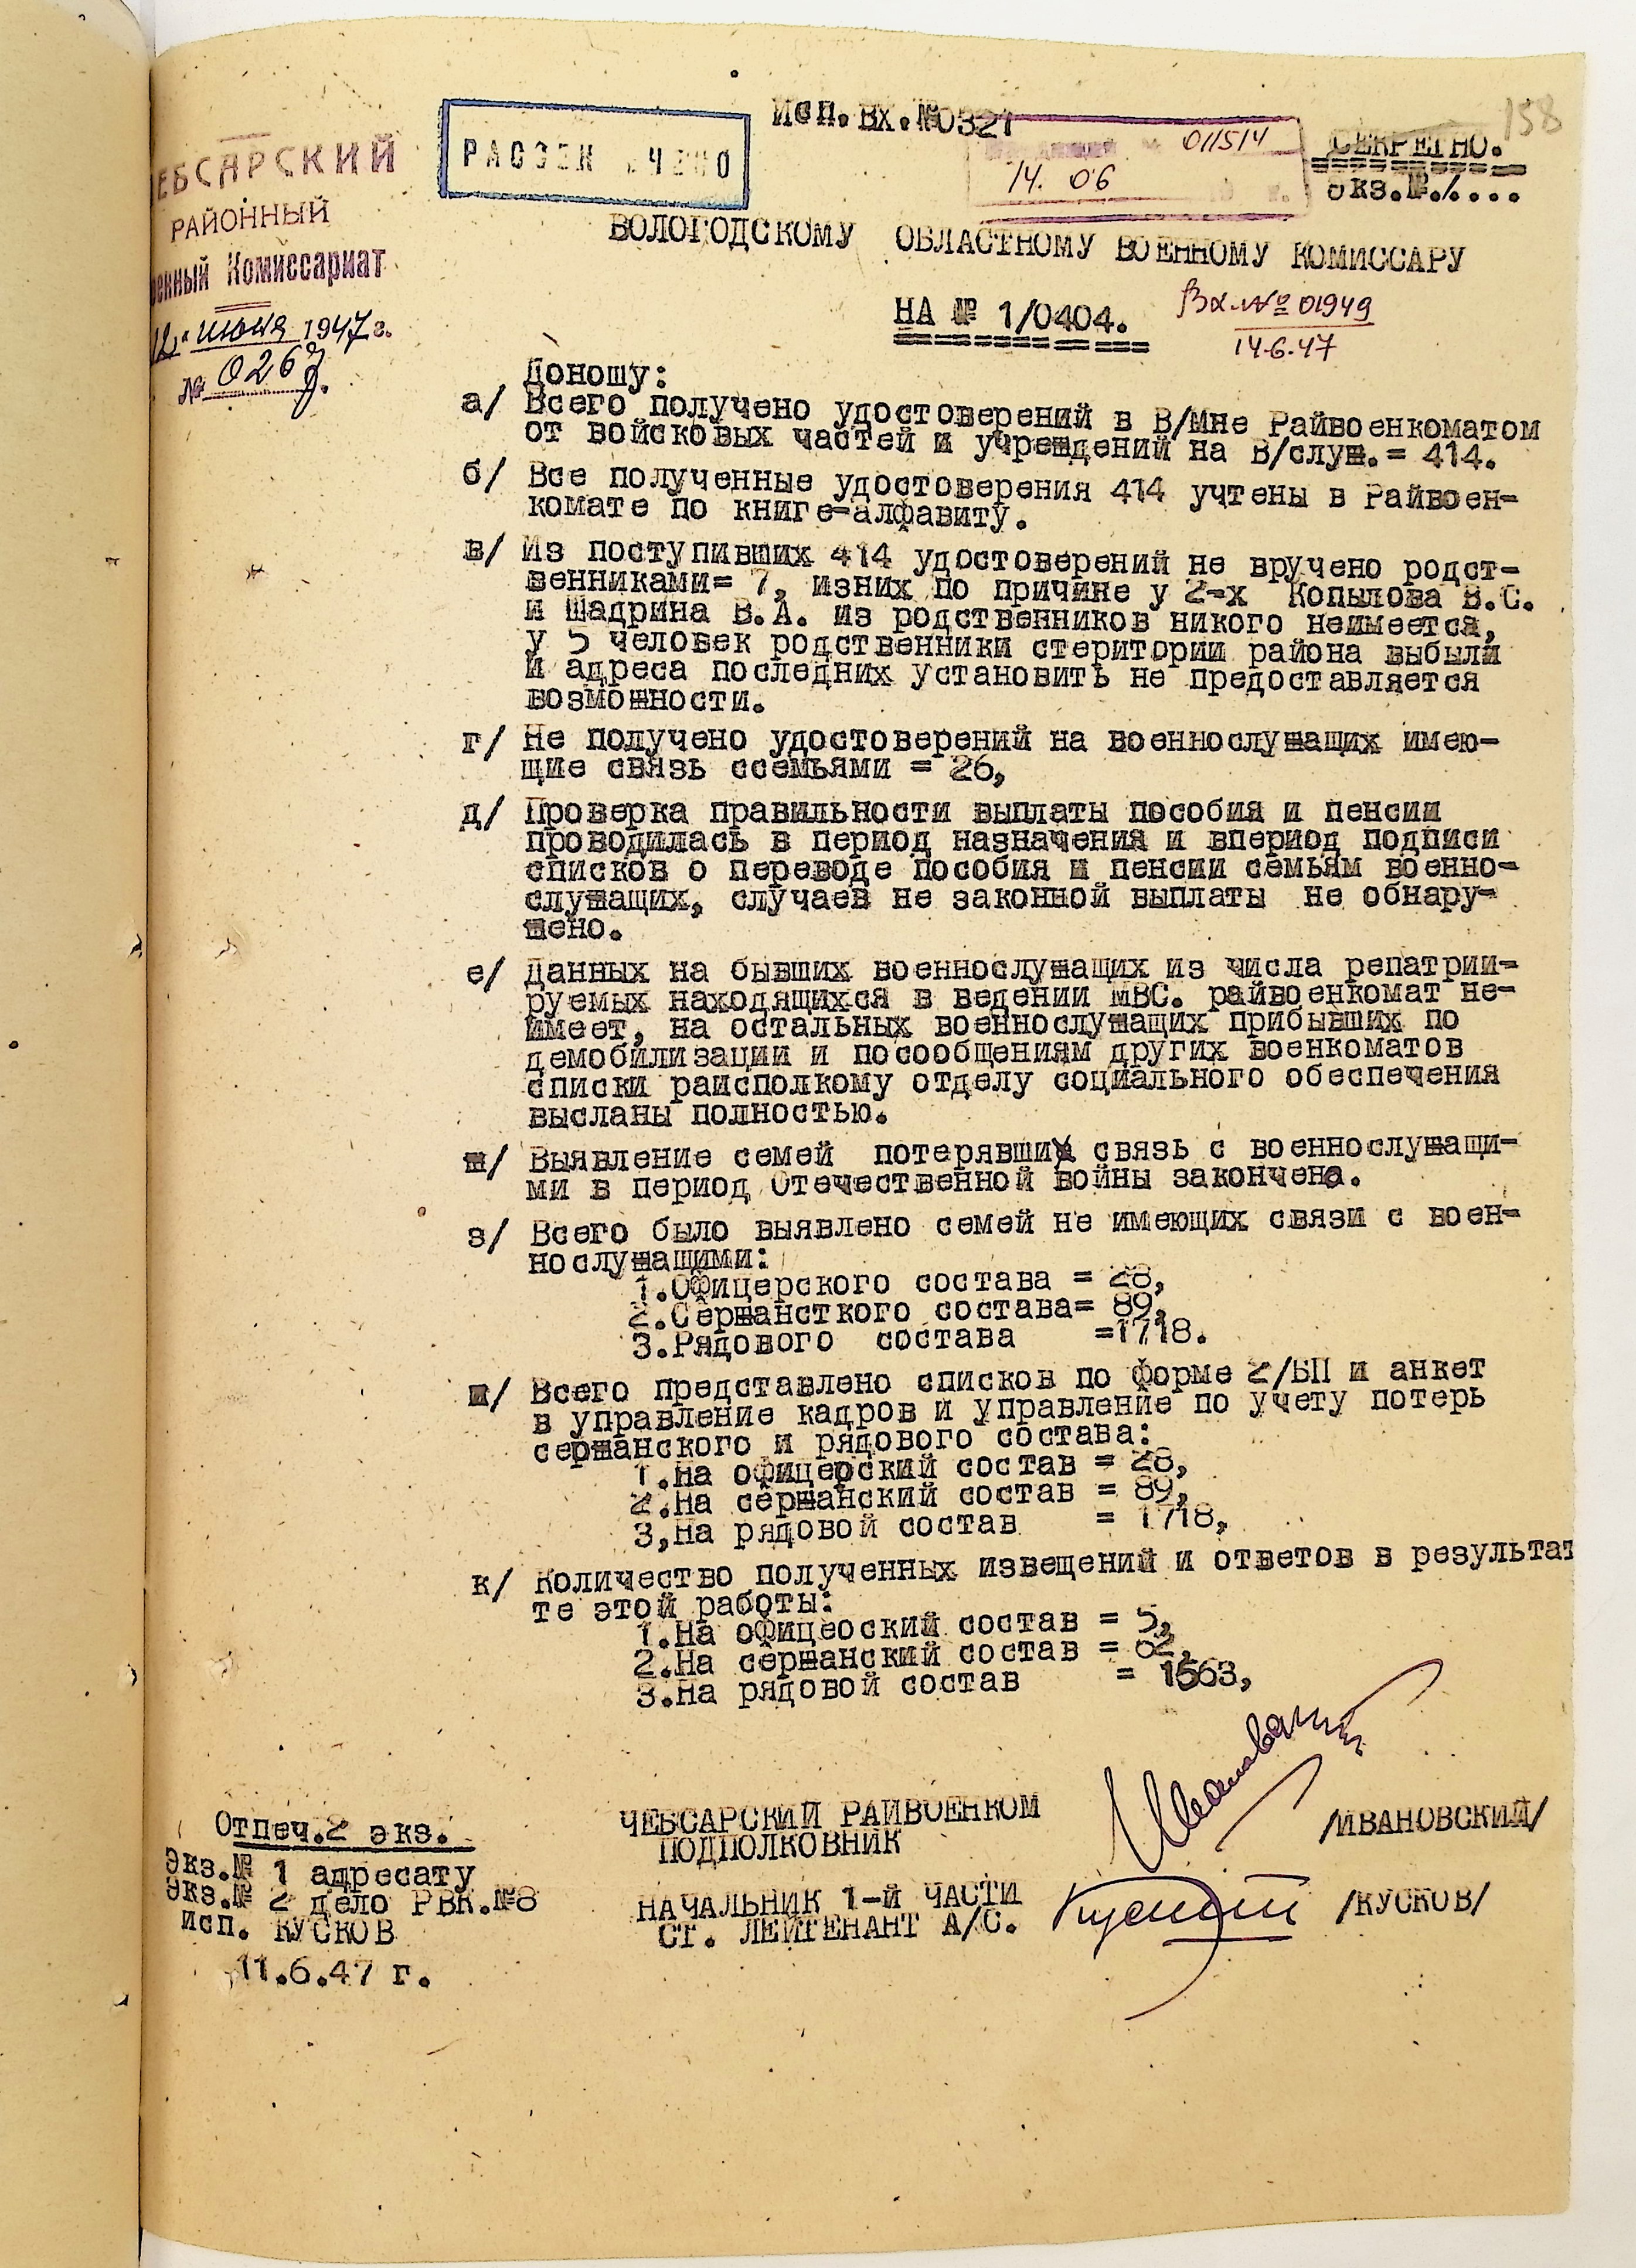 158
Исп. Вх.№0321
РАССЕКРЕЧЕНО
011514
14. 06
СЕКРЕТНО.
Экз.№.1...
ЕБСАРСКИЙ
РАЙОННЫЙ
енный Комиссариат
12" июня 1947 г.
№ 0267.
ВОЛОГОДСКОМУ ОБЛАСТНОМУ ВОЕННОМУ КОМИССАРУ
НА № 1/0404.
Вх.№ 01949
14.6.47
Доношу:
а/ Всего получено удостоверений в В/Мне Райвоенкоматом
от войсковых частей и учреждений на В/служ.= 414.
б/ Все полученные удостоверения 414 учтены в Райвоен-
комате по книге-алфавиту.
в/ Из поступивших 414 удостоверений не вручено родст-
венниками= 7, изних по причине у 2-х Копылова В.С.
и Шадрина В.А. из родственников никого неимеется,
у 5 человек родственники стеритории района выбыли
и адреса последних установить не предоставляется
возможности.
г/ Не получено удостоверений на военнослужащих имею-
щие связь ссемьями = 26,
д/ Проверка правильности выплаты пособия и пенсии
проводилась в период назначения и впериод подписи
списков о переводе пособия и пенсии семьям военно-
служащих, случаев не законной выплаты не обнару-
жено.
е/ Данных на бывших военнослужащих из числа репатрии-
руемых находящихся в ведении МВС. райвоенкомат не-
имеет, на остальных военнослужащих прибывших по
демобилизации и посообщениям других военкоматов
списки раисполкому отделу социального обеспечения
высланы полностью.
ж/ Выявление семей потерявших связь с военнослужащи-
ми в период Отечественной войны закончена.
з/ Всего было выявлено семей не имеющих связи с воен-
нослужащими:
1.Офицерского состава = 28,
2.Сержансткого состава= 89,
3.Рядового состава =1718.
и/ Всего представлено списков по форме 2/БП и анкет
в управление кадров и управление по учету потерь
сержанского и рядового состава:
1.На офицерский состав = 28,
2.На сержанский состав = 89,
3,На рядовой состав = 1718,
к/ Количество полученных извещений и ответов в результат
те этой работы:
1.На офицеоский состав = 5,
2.На сержанский состав = 62,
3.На рядовой состав = 1563,
ЧЕБСАРСКИЙ РАЙВОЕНКОМ
ПОДПОЛКОВНИК
Ивановский
/ИВАНОВСКИЙ/
НАЧАЛЬНИК 1-й ЧАСТИ
СТ. ЛЕЙТЕНАНТ А/С.
/КУСКОВ/
Отпеч.2 экз.
Экз.№ 1 адресату
Экз.№ 2 дело РВК.№8
исп. КУСКОВ
11.6.47 г.